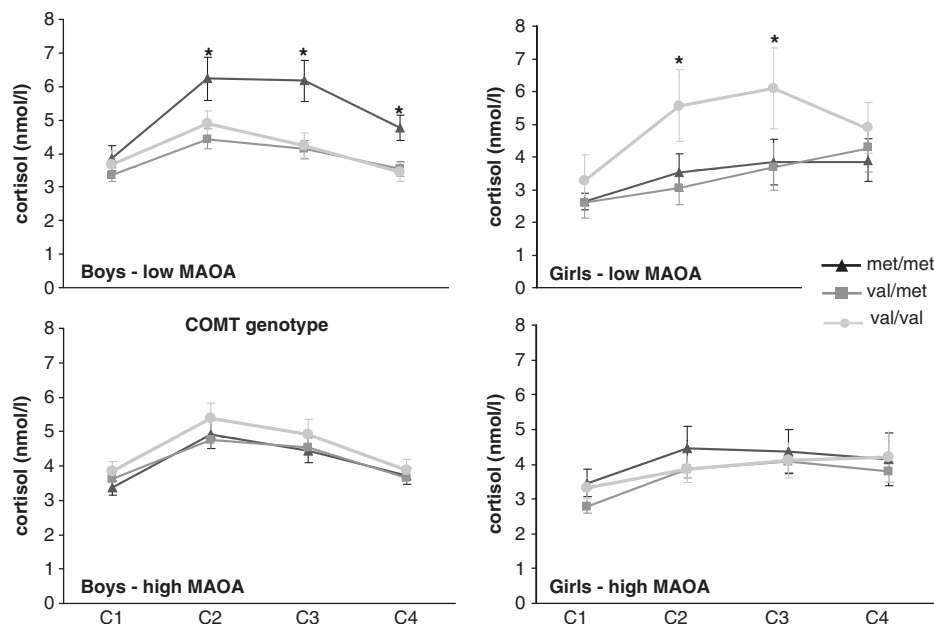 8
7
6
5
4
3
2
1
0
cortisol (nmol/l)
*
*
*
Boys - low MAOA
8
7
6
5
4
3
2
1
0
cortisol (nmol/l)
*
*
Girls - low MAOA
met/met
val/met
val/val
COMT genotype
8
7
6
5
4
3
2
1
0
cortisol (nmol/l)
Boys - high MAOA
C1 C2 C3 C4
8
7
6
5
4
3
2
1
0
cortisol (nmol/l)
Girls - high MAOA
C1 C2 C3 C4